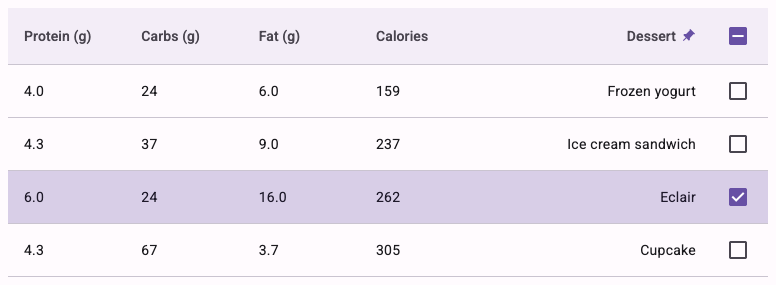 Protein (g) Carbs (g) Fat (g) Calories Dessert
4.0 24 6.0 159 Frozen yogurt
4.3 37 9.0 237 Ice cream sandwich
6.0 24 16.0 262 Eclair
4.3 67 3.7 305 Cupcake